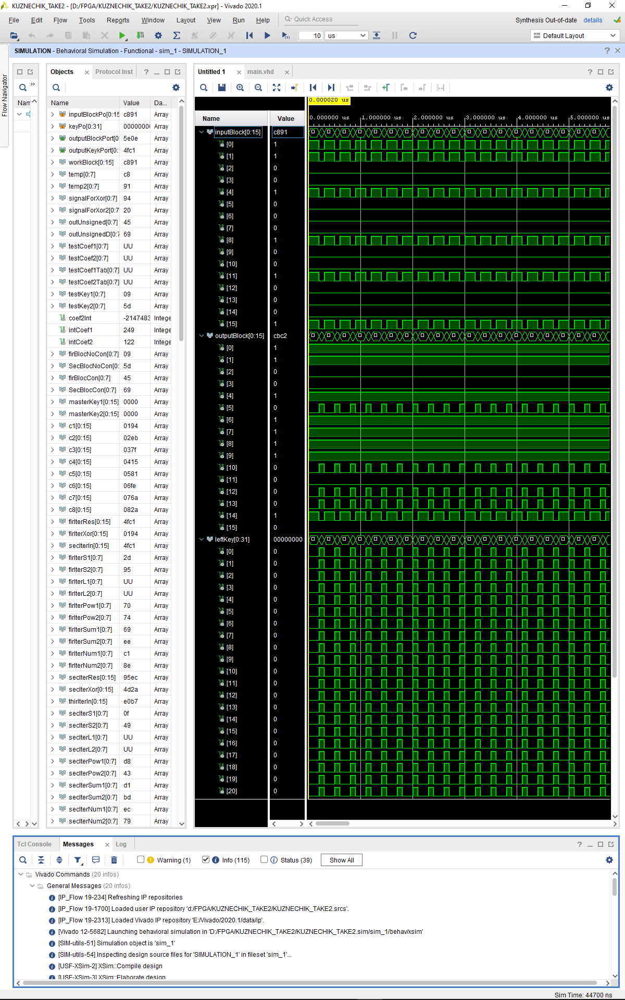 KUZNECHIK_TAKE2 - [D:/FPGA/KUZNECHIK_TAKE2/KUZNECHIK_TAKE2.xpr] - Vivado 2020.1
File Edit Flow Tools Reports Window Layout View Run Help Quick Access
Synthesis Out-of-date details
10 us Default Layout
SIMULATION - Behavioral Simulation - Functional - sim_1 - SIMULATION_1
Flow Navigator
Nam
Objects Protocol Inst
Name Value Da...
inputBlockPo[0:15 c891 Array
keyPo[0:31] 00000000 Array
outputBlockPort[0 5e0e Array
outputKeykPort[0: 4fc1 Array
workBlock[0:15] c891 Array
temp[0:7] c8 Array
temp2[0:7] 91 Array
signalForXor[0:7] 94 Array
signalForXor2[0:7 20 Array
outUnsigned[0:7] 45 Array
outUnsignedD[0:7 69 Array
testCoef1[0:7] UU Array
testCoef2[0:7] UU Array
testCoef1Tab[0:7] UU Array
testCoef2Tab[0:7] UU Array
testKey1[0:7] 09 Array
testKey2[0:7] 5d Array
coef2Int -2147483 Intege
intCoef1 249 Intege
intCoef2 122 Intege
firBlocNoCon[0:7] 09 Array
SecBlocNoCon[0: 5d Array
firBlocCon[0:7] 45 Array
SecBlocCon[0:7] 69 Array
masterKey1[0:15] 0000 Array
masterKey2[0:15] 0000 Array
c1[0:15] 0194 Array
c2[0:15] 02eb Array
c3[0:15] 037f Array
c4[0:15] 0415 Array
c5[0:15] 0581 Array
c6[0:15] 06fe Array
c7[0:15] 076a Array
c8[0:15] 082a Array
firIterRes[0:15] 4fc1 Array
firIterXor[0:15] 0194 Array
secIterIn[0:15] 4fc1 Array
firIterS1[0:7] 2d Array
firIterS2[0:7] 95 Array
firIterL1[0:7] UU Array
firIterL2[0:7] UU Array
firIterPow1[0:7] 70 Array
firIterPow2[0:7] 74 Array
firIterSum1[0:7] 69 Array
firIterSum2[0:7] ee Array
firIterNum1[0:7] c1 Array
firIterNum2[0:7] 8e Array
secIterRes[0:15] 95ec Array
secIterXor[0:15] 4d2a Array
thirIterIn[0:15] e0b7 Array
secIterS1[0:7] 0f Array
secIterS2[0:7] 49 Array
secIterL1[0:7] UU Array
secIterL2[0:7] UU Array
secIterPow1[0:7] d8 Array
secIterPow2[0:7] 43 Array
secIterSum1[0:7] d1 Array
secIterSum2[0:7] bd Array
secIterNum1[0:7] ec Array
secIterNum2[0:7] 79 Array
Untitled 1 main.vhd
0.000020 us
Name Value 0.000000 us 1.000000 us 2.000000 us 3.000000 us 4.000000 us 5.000000 us
inputBlock[0:15] c891
[0] 1
[1] 1
[2] 0
[3] 0
[4] 1
[5] 0
[6] 0
[7] 0
[8] 1
[9] 0
[10] 0
[11] 1
[12] 0
[13] 0
[14] 0
[15] 1
outputBlock[0:15] cbc2
[0] 1
[1] 1
[2] 0
[3] 0
[4] 1
[5] 0
[6] 1
[7] 1
[8] 1
[9] 1
[10] 0
[11] 0
[12] 0
[13] 0
[14] 1
[15] 0
leftKey[0:31] 00000000
[0] 0
[1] 0
[2] 0
[3] 0
[4] 0
[5] 0
[6] 0
[7] 0
[8] 0
[9] 0
[10] 0
[11] 0
[12] 0
[13] 0
[14] 0
[15] 0
[16] 0
[17] 0
[18] 0
[19] 0
[20] 0
Tcl Console Messages Log
Warning (1) Info (115) Status (39) Show All
Vivado Commands (20 infos)
General Messages (20 infos)
[IP_Flow 19-234] Refreshing IP repositories
[IP_Flow 19-1700] Loaded user IP repository 'd:/FPGA/KUZNECHIK_TAKE2/KUZNECHIK_TAKE2.srcs'.
[IP_Flow 19-2313] Loaded Vivado IP repository 'E:/Vivado/2020.1/data/ip'.
[Vivado 12-5682] Launching behavioral simulation in 'D:/FPGA/KUZNECHIK_TAKE2/KUZNECHIK_TAKE2.sim/sim_1/behav/xsim'
[SIM-utils-51] Simulation object is 'sim_1'
[SIM-utils-54] Inspecting design source files for 'SIMULATION_1' in fileset 'sim_1'...
[USF-XSim-2] XSim::Compile design
[USF-XSim-3] XSim::Elaborate design
Sim Time: 44700 ns